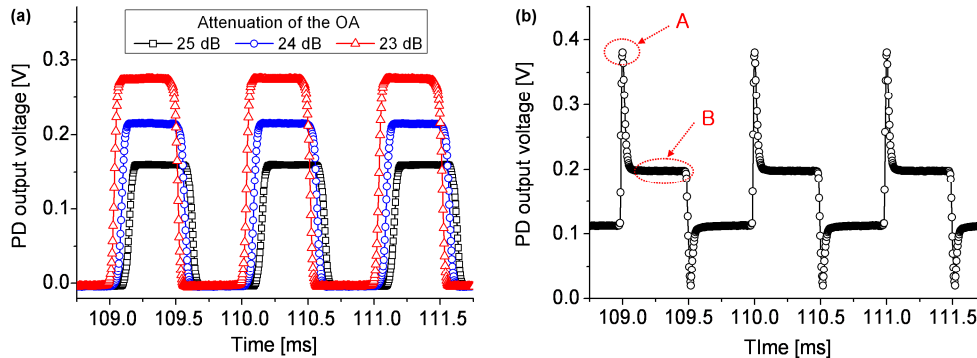 (a)
Attenuation of the OA
25 dB 24 dB 23 dB
PD output voltage [V]
0.3
0.2
0.1
0.0
109.0 109.5 110.0 110.5 111.0 111.5
Time [ms]
(b)
A
B
PD output voltage [V]
0.4
0.3
0.2
0.1
0.0
109.0 109.5 110.0 110.5 111.0 111.5
TIme [ms]